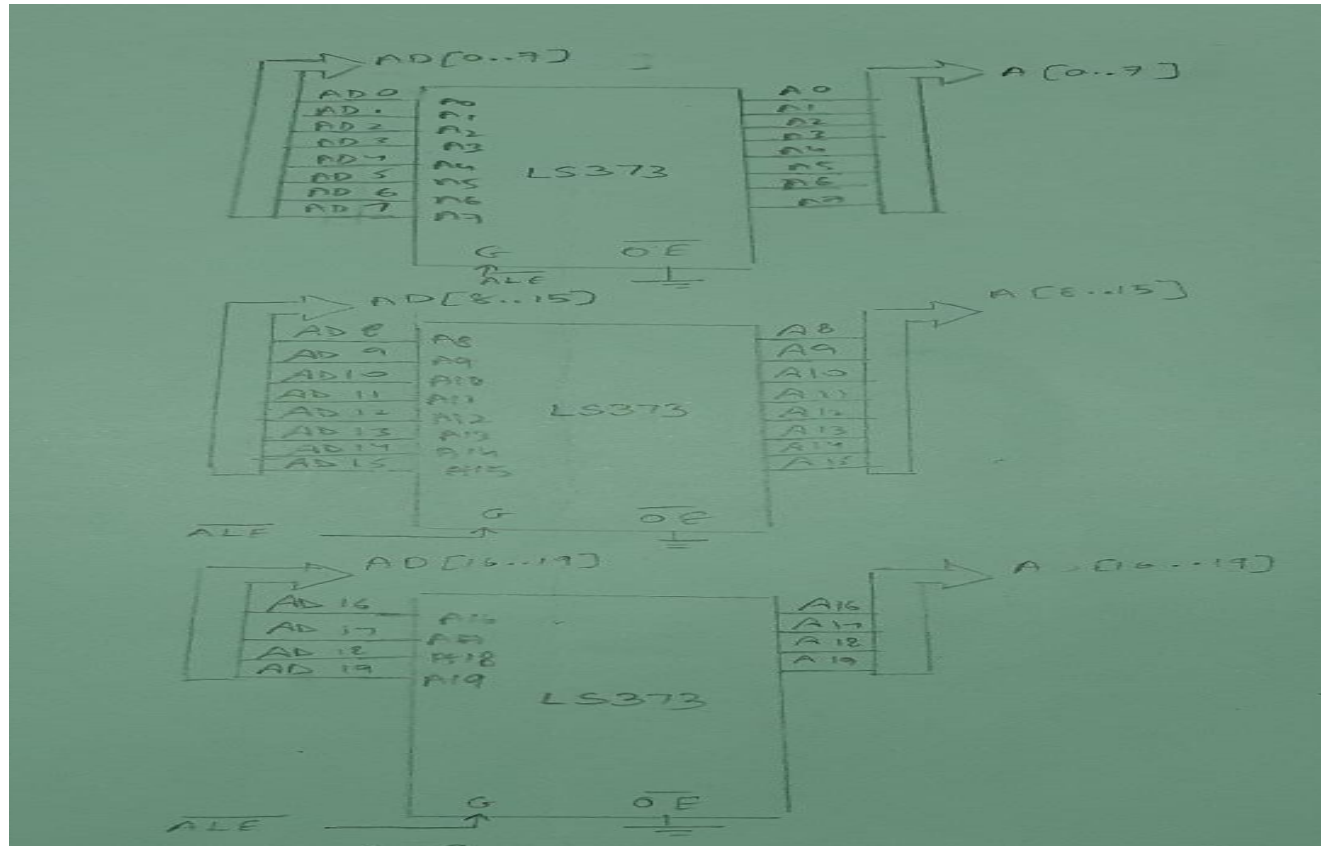 AD[0..7]
A[0..7]
AD0 A0 A0
AD. A1 A1
AD2 A2 A2
AD3 A3 A3
AD4 A4 A4
AD5 A5 LS373 A5
AD6 A6 A6
AD7 A7 A7
G OE
ALE
AD[8..15]
A[8..15]
AD8 A8 A8
AD9 A9 A9
AD10 A10 A10
AD11 A11 A11
AD12 A12 LS373 A12
AD13 A13 A13
AD14 A14 A14
AD15 A15 A15
G OE
ALE
AD[16..19]
A[16..19]
AD16 A16 A16
AD17 A17 A17
AD18 A18 A18
AD19 A19 A19
LS373
G OE
ALE